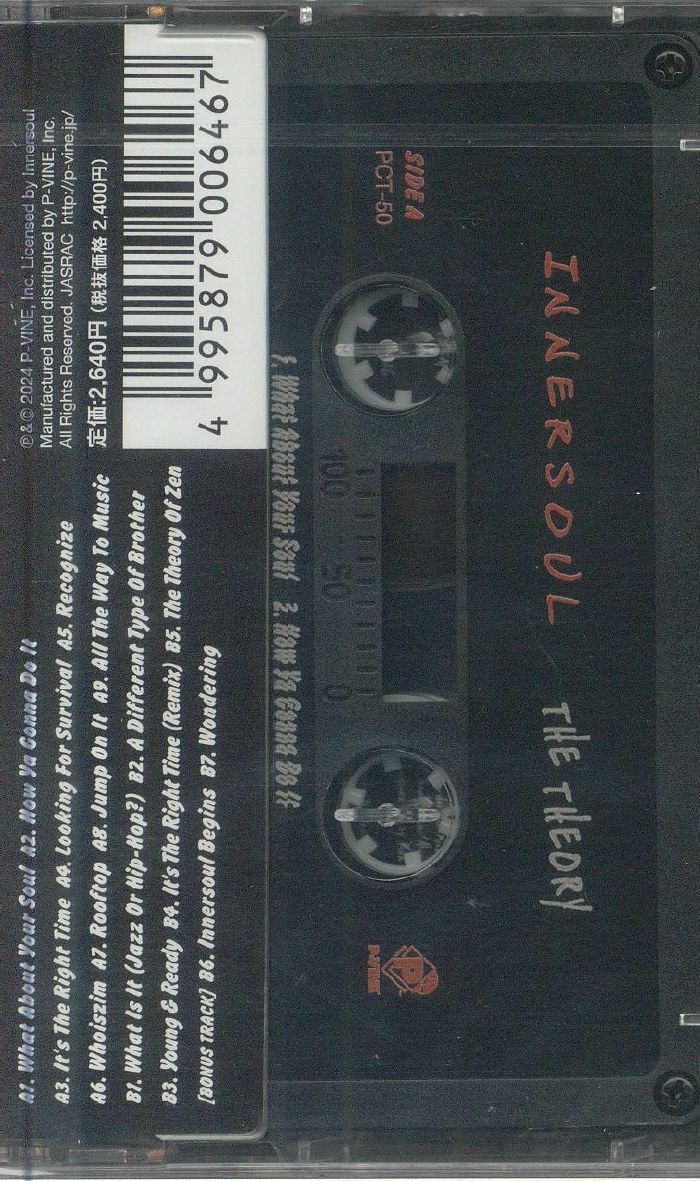 A1. What About Your Soul A2. How Ya Gonna Do It
A3. It's The Right Time A4. Looking For Survival A5. Recognize
A6. Whoiszim A7. Rooftop A8. Jump On It A9. All The Way To Music
B1. What Is It (Jazz Or Hip-Hop?) B2. A Different Type Of Brother
B3. Young & Ready B4. It's The Right Time (Remix) B5. The Theory Of Zen
[BONUS TRACK] B6. Innersoul Begins B7. Wondering
℗&© 2024 P-VINE, Inc. Licensed by Innersoul
Manufactured and distributed by P-VINE, Inc.
All Rights Reserved. JASRAC http://p-vine.jp/
定価:2,640円 (税抜価格 2,400円)
4 995879 006467
SIDE A
PCT-50
INNERSOUL THE THEORY
1. What About Your Soul 2. How Ya Gonna Do It
100 50 0
P-VINE